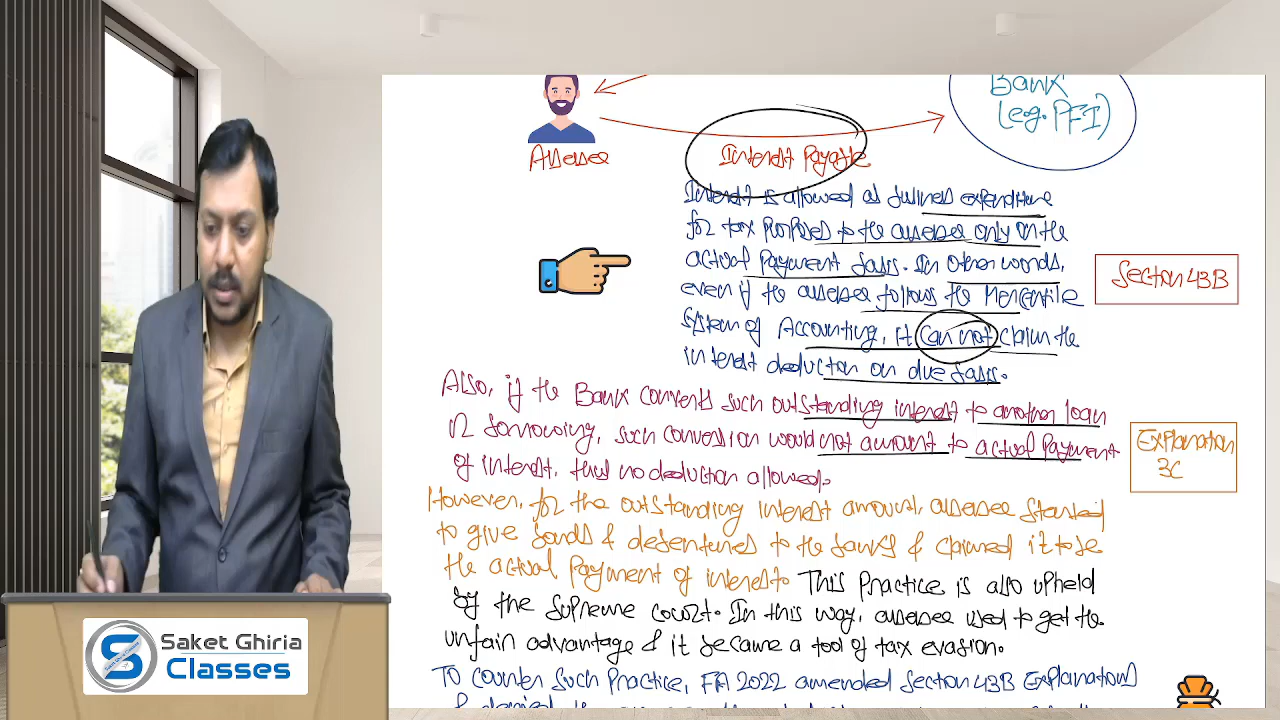 Bank
(e.g. PFI)
Assessee
Interest Payable
Interest is allowed as business expenditure
for tax purposes to the assessee only on the
actual payment basis. In other words,
even if the assessee follows the Mercentile
System of Accounting, it can not claim the
interest deduction on due basis.
Section 43B
Also, if the Bank converts such outstanding interest to another loan
or borrowing, such conversion would not amount to actual payment
of interest, thus no deduction allowed.
Explanation
3C
However, for the outstanding interest amount, assessee started
to give bonds & debentures to the banks & claimed it to be
the actual payment of interest. This practice is also upheld
by the Supreme court. In this way, assessee used to get the
unfair advantage & it became a tool of tax evasion.
To counter such practice, FA 2022 amended Section 43B Explanation
Saket Ghiria
Classes